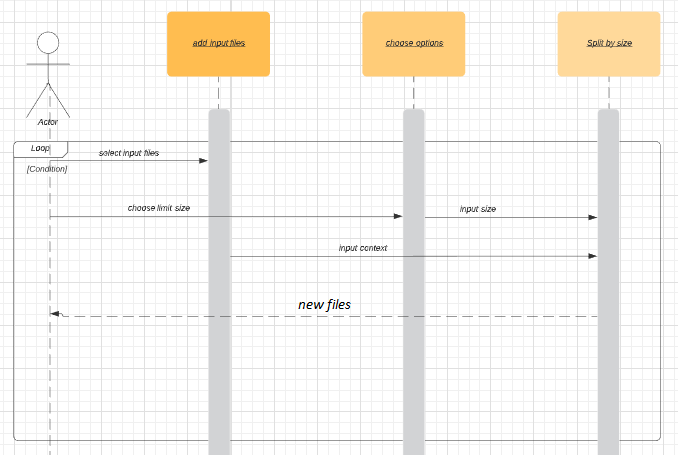 add input files
choose options
Split by size
Actor
Loop
select input files
[Condition]
choose limit size
input size
input context
new files